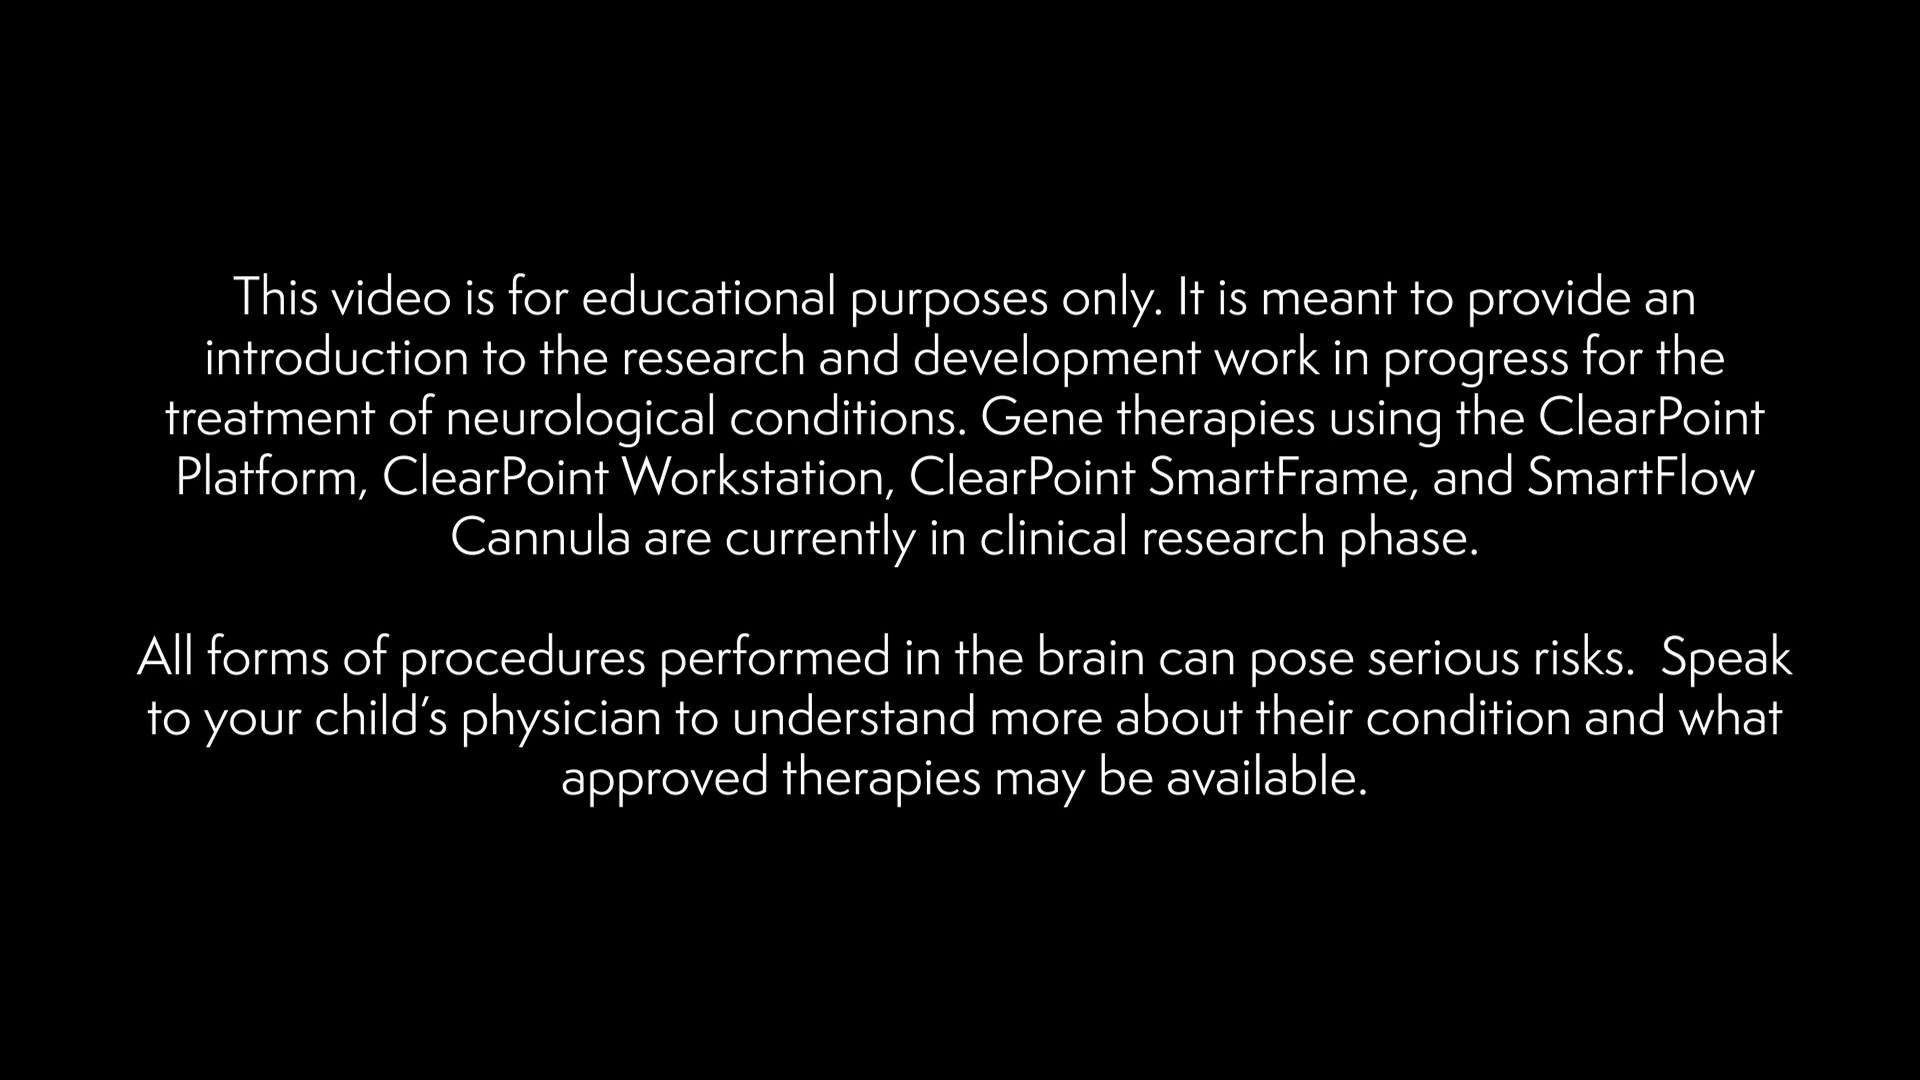 This video is for educational purposes only. It is meant to provide an
introduction to the research and development work in progress for the
treatment of neurological conditions. Gene therapies using the ClearPoint
Platform, ClearPoint Workstation, ClearPoint SmartFrame, and SmartFlow
Cannula are currently in clinical research phase.
All forms of procedures performed in the brain can pose serious risks.  Speak
to your child’s physician to understand more about their condition and what
approved therapies may be available.